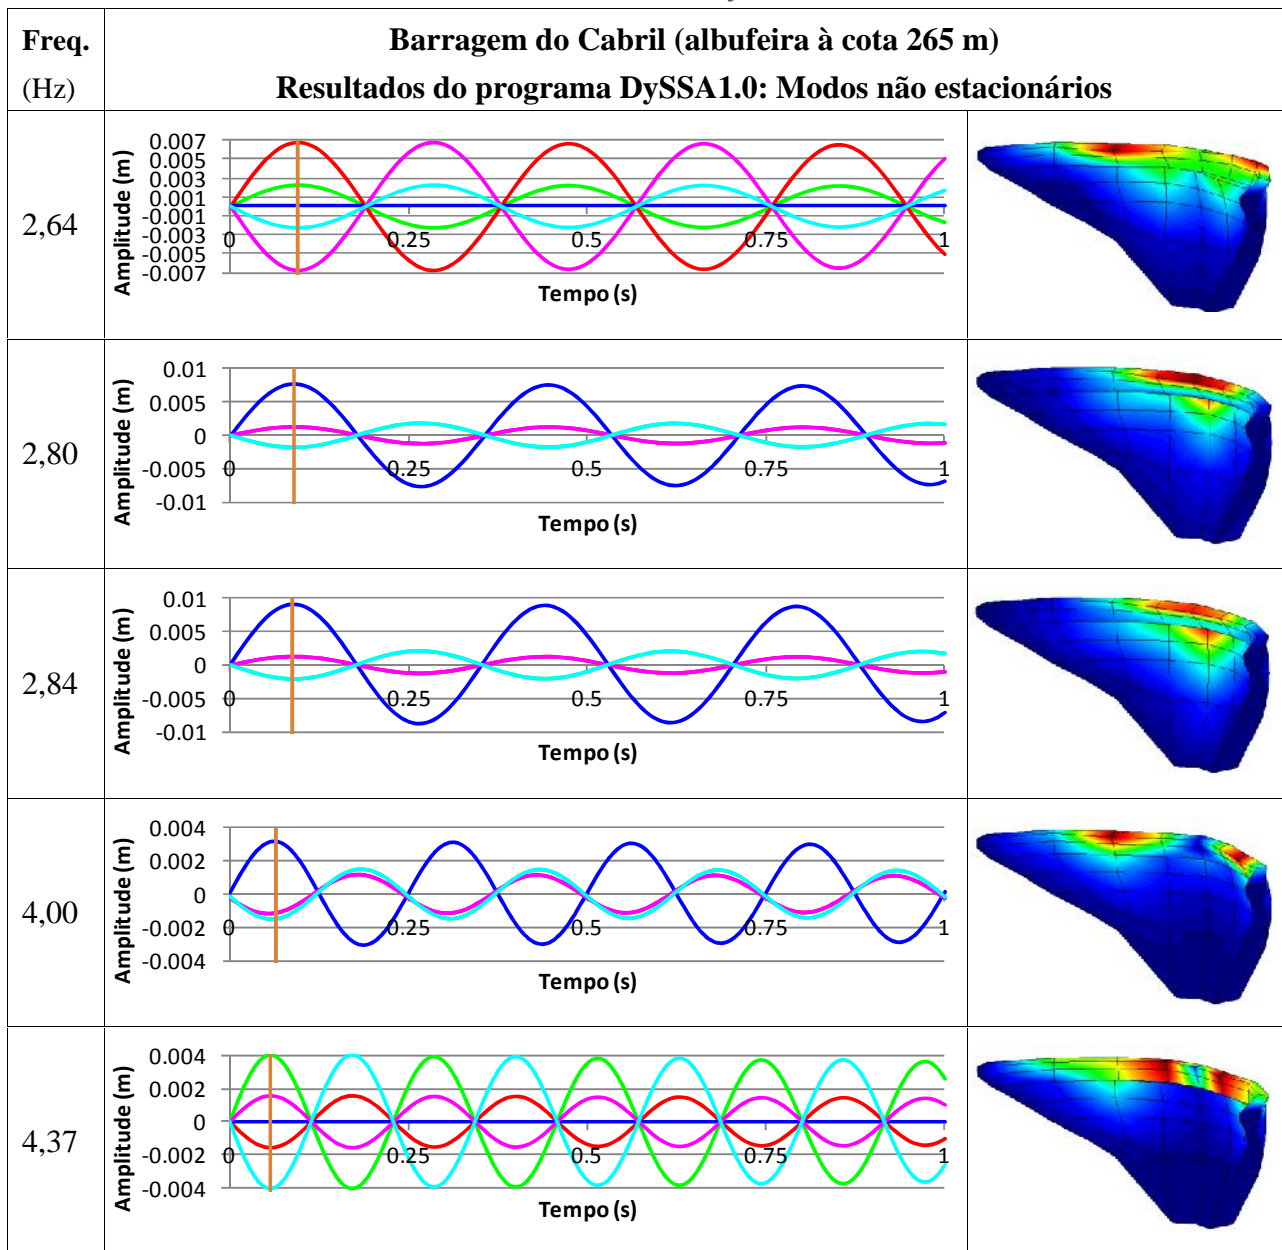 Freq.
(Hz)
Barragem do Cabril (albufeira à cota 265 m)
Resultados do programa DySSA1.0: Modos não estacionários
2,64
Amplitude (m)
0.007
0.005
0.003
0.001
-0.001
-0.003
-0.005
-0.007
0 0.25 0.5 0.75 1
Tempo (s)
2,80
Amplitude (m)
0.01
0.005
0
-0.005
-0.01
0 0.25 0.5 0.75 1
Tempo (s)
2,84
Amplitude (m)
0.01
0.005
0
-0.005
-0.01
0 0.25 0.5 0.75 1
Tempo (s)
4,00
Amplitude (m)
0.004
0.002
0
-0.002
-0.004
0 0.25 0.5 0.75 1
Tempo (s)
4,37
Amplitude (m)
0.004
0.002
0
-0.002
-0.004
0 0.25 0.5 0.75 1
Tempo (s)